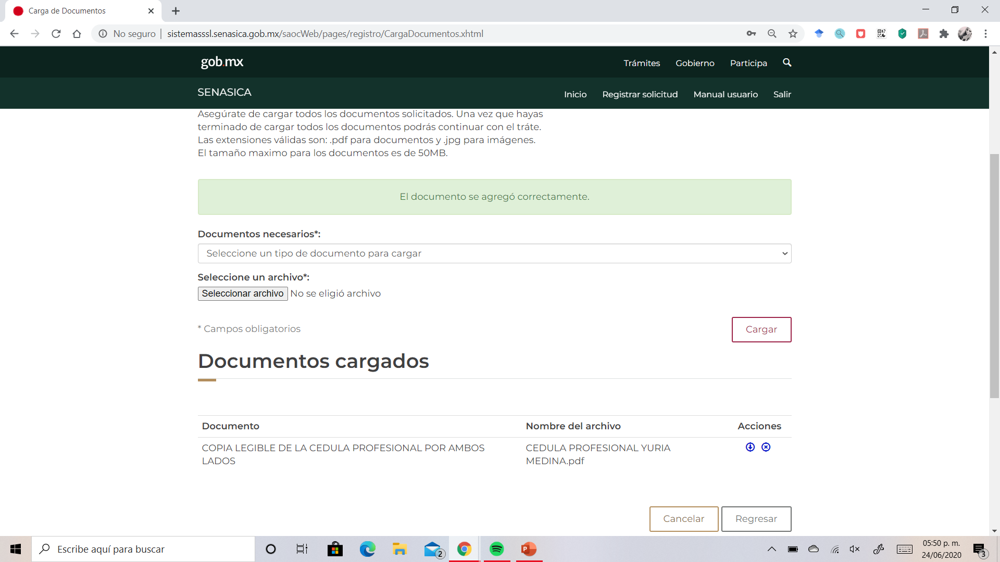 Carga de Documentos
No seguro | sistemasssl.senasica.gob.mx/saocWeb/pages/registro/CargaDocumentos.xhtml
gob.mx
Trámites
Gobierno
Participa
SENASICA
Inicio
Registrar solicitud
Manual usuario
Salir
Asegúrate de cargar todos los documentos solicitados. Una vez que hayas
terminado de cargar todos los documentos podrás continuar con el tráte.
Las extensiones válidas son: .pdf para documentos y .jpg para imágenes.
El tamaño maximo para los documentos es de 50MB.
El documento se agregó correctamente.
Documentos necesarios*:
Seleccione un tipo de documento para cargar
Seleccione un archivo*:
Seleccionar archivo No se eligió archivo
* Campos obligatorios
Cargar
Documentos cargados
Documento
Nombre del archivo
Acciones
COPIA LEGIBLE DE LA CEDULA PROFESIONAL POR AMBOS
LADOS
CEDULA PROFESIONAL YURIA
MEDINA.pdf
Cancelar
Regresar
Escribe aquí para buscar
2
P
05:50 p. m.
24/06/2020
3